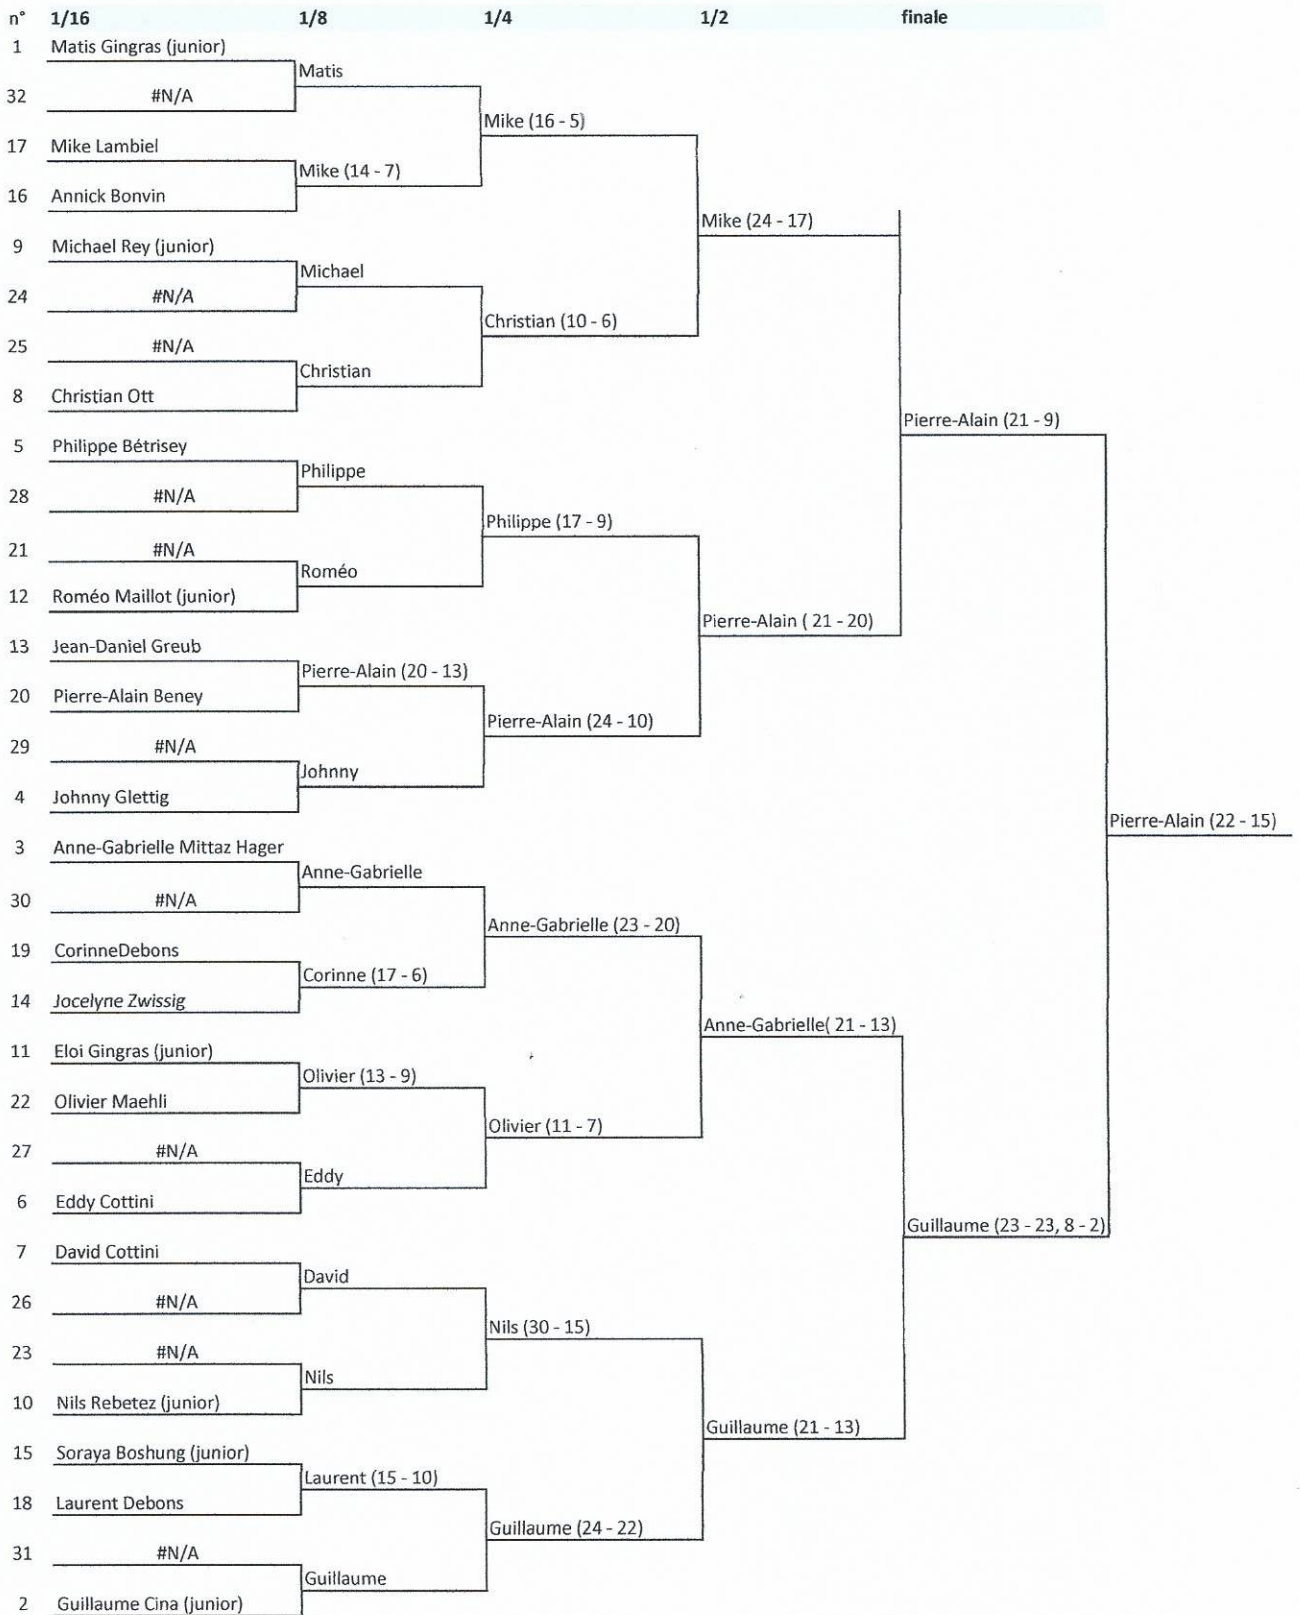 n° 1/16 1/8 1/4 1/2 finale
1 Matis Gingras (junior)
Matis
32 #N/A
Mike (16 - 5)
17 Mike Lambiel
Mike (14 - 7)
16 Annick Bonvin
Mike (24 - 17)
9 Michael Rey (junior)
Michael
24 #N/A
Christian (10 - 6)
25 #N/A
Christian
8 Christian Ott
Pierre-Alain (21 - 9)
5 Philippe Bétrisey
Philippe
28 #N/A
Philippe (17 - 9)
21 #N/A
Roméo
12 Roméo Maillot (junior)
Pierre-Alain ( 21 - 20)
13 Jean-Daniel Greub
Pierre-Alain (20 - 13)
20 Pierre-Alain Beney
Pierre-Alain (24 - 10)
29 #N/A
Johnny
4 Johnny Glettig
Pierre-Alain (22 - 15)
3 Anne-Gabrielle Mittaz Hager
Anne-Gabrielle
30 #N/A
Anne-Gabrielle (23 - 20)
19 CorinneDebons
Corinne (17 - 6)
14 Jocelyne Zwissig
Anne-Gabrielle( 21 - 13)
11 Eloi Gingras (junior)
Olivier (13 - 9)
22 Olivier Maehli
Olivier (11 - 7)
27 #N/A
Eddy
6 Eddy Cottini
Guillaume (23 - 23, 8 - 2)
7 David Cottini
David
26 #N/A
Nils (30 - 15)
23 #N/A
Nils
10 Nils Rebetez (junior)
Guillaume (21 - 13)
15 Soraya Boshung (junior)
Laurent (15 - 10)
18 Laurent Debons
Guillaume (24 - 22)
31 #N/A
Guillaume
2 Guillaume Cina (junior)